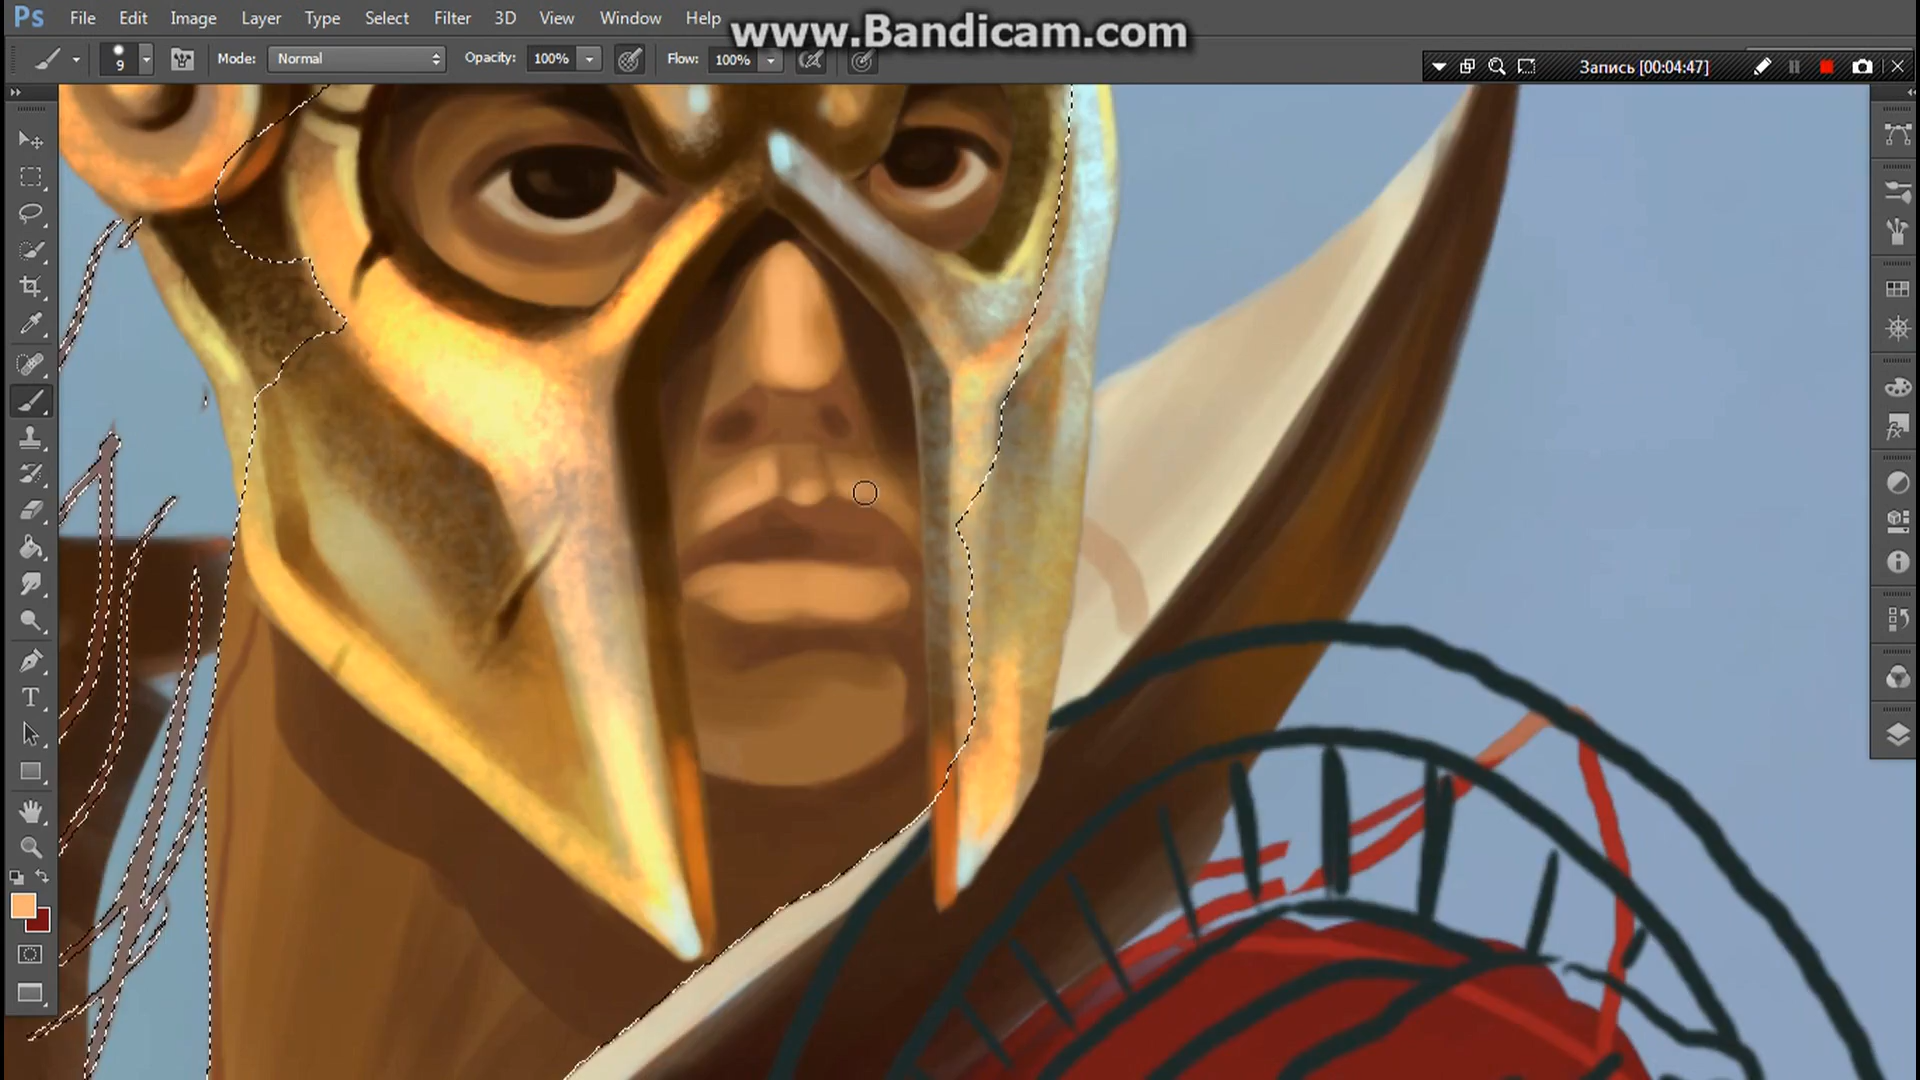 Ps File Edit Image Layer Type Select Filter 3D View Window Help
www.Bandicam.com
9 Mode: Normal Opacity: 100% Flow: 100%
Запись [00:04:47]